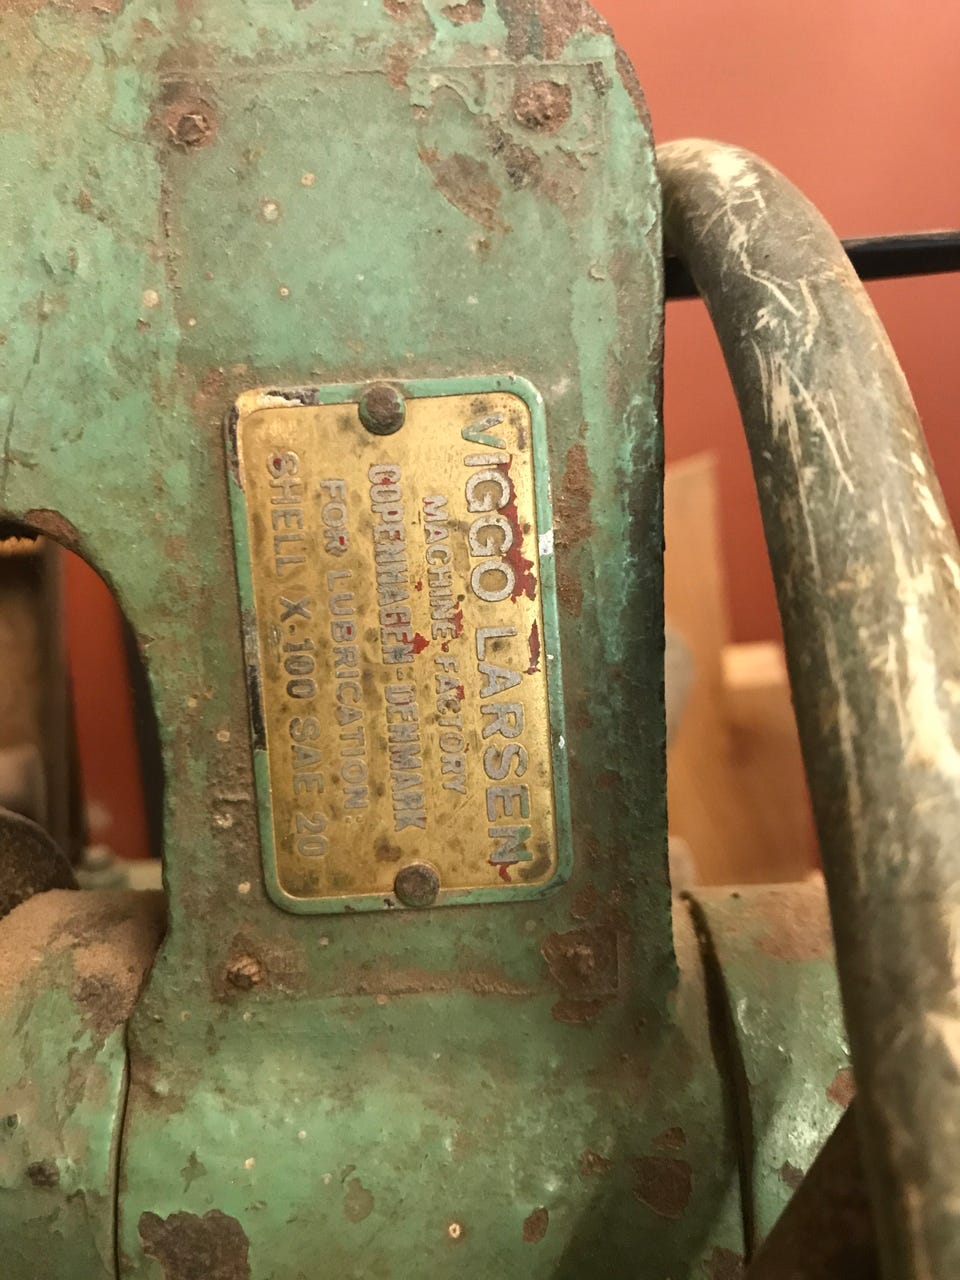 VIGGO LARSEN
MACHINE-FACTORY
COPENHAGEN-DENMARK
FOR LUBRICATION:
SHELL X-100 SAE 20